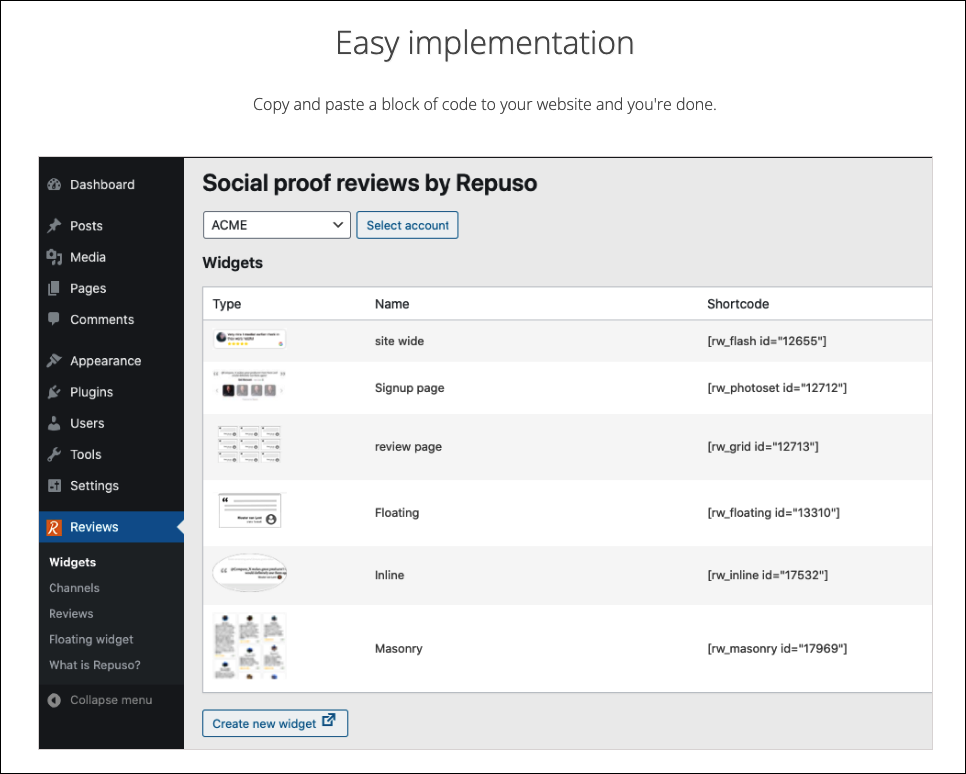 Easy implementation
Copy and paste a block of code to your website and you're done.
Dashboard
Posts
Media
Pages
Comments
Appearance
Plugins
Users
Tools
Settings
Reviews
Widgets
Channels
Reviews
Floating widget
What is Repuso?
Collapse menu
Social proof reviews by Repuso
ACME
Select account
Widgets
Type Name Shortcode
site wide [rw_flash id="12655"]
Signup page [rw_photoset id="12712"]
review page [rw_grid id="12713"]
Floating [rw_floating id="13310"]
Inline [rw_inline id="17532"]
Masonry [rw_masonry id="17969"]
Create new widget